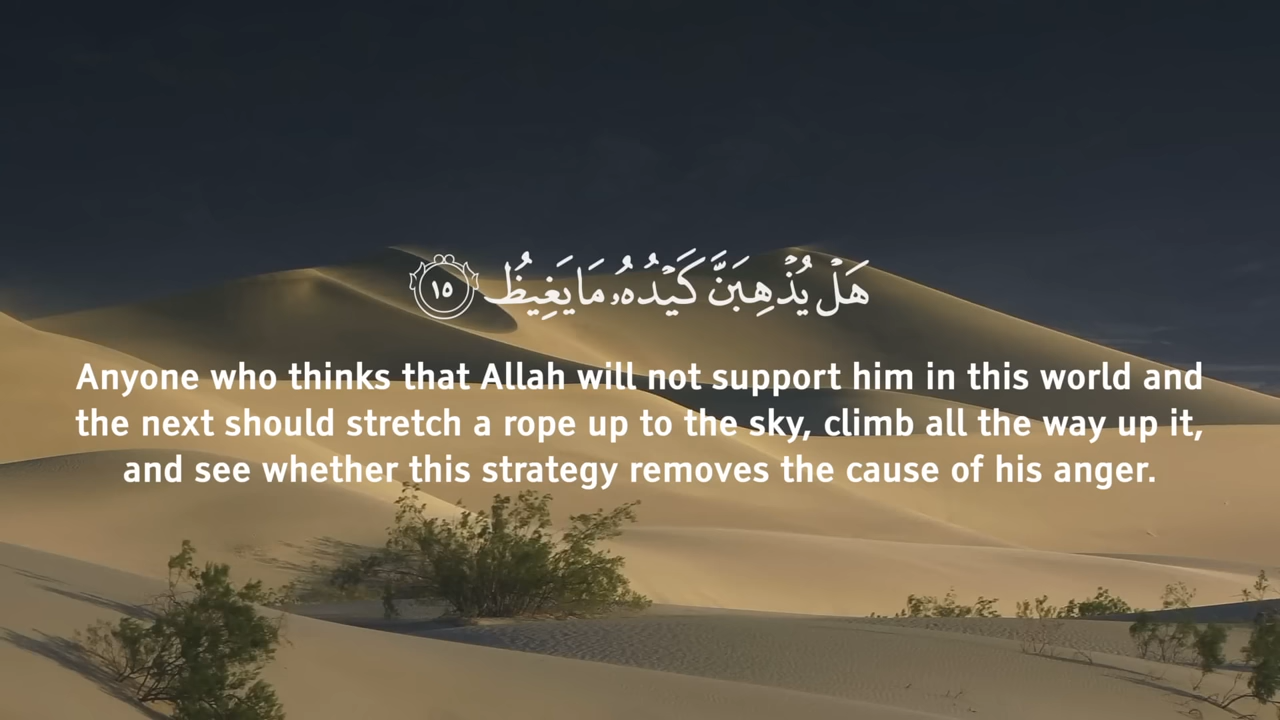 هَلْ يُذْهِبَنَّ كَيْدُهُۥ مَا يَغِيظُ ١٥
Anyone who thinks that Allah will not support him in this world and
the next should stretch a rope up to the sky, climb all the way up it,
and see whether this strategy removes the cause of his anger.